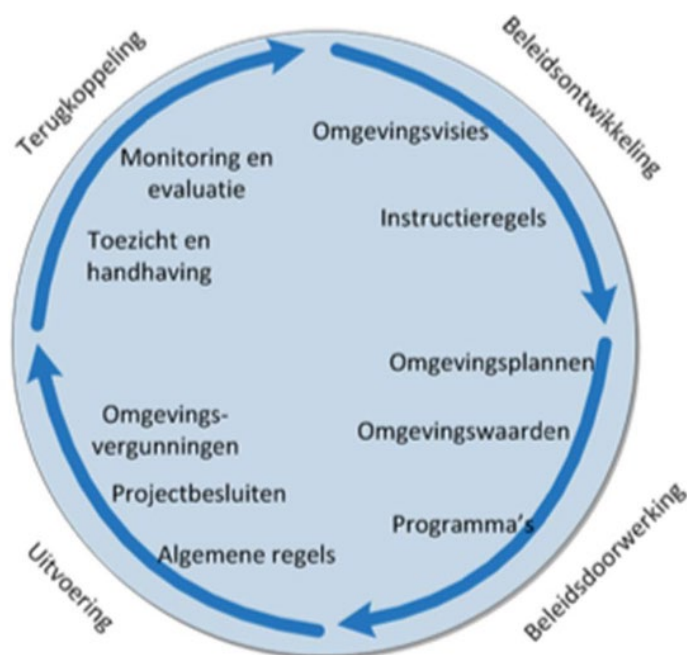 Terugkoppeling
Beleidsontwikkeling
Omgevingsvisies
Monitoring en
evaluatie
Instructieregels
Toezicht en
handhaving
Omgevingsplannen
Omgevings-
vergunningen
Omgevingswaarden
Projectbesluiten
Programma's
Algemene regels
Uitvoering
Beleidsdoorwerking